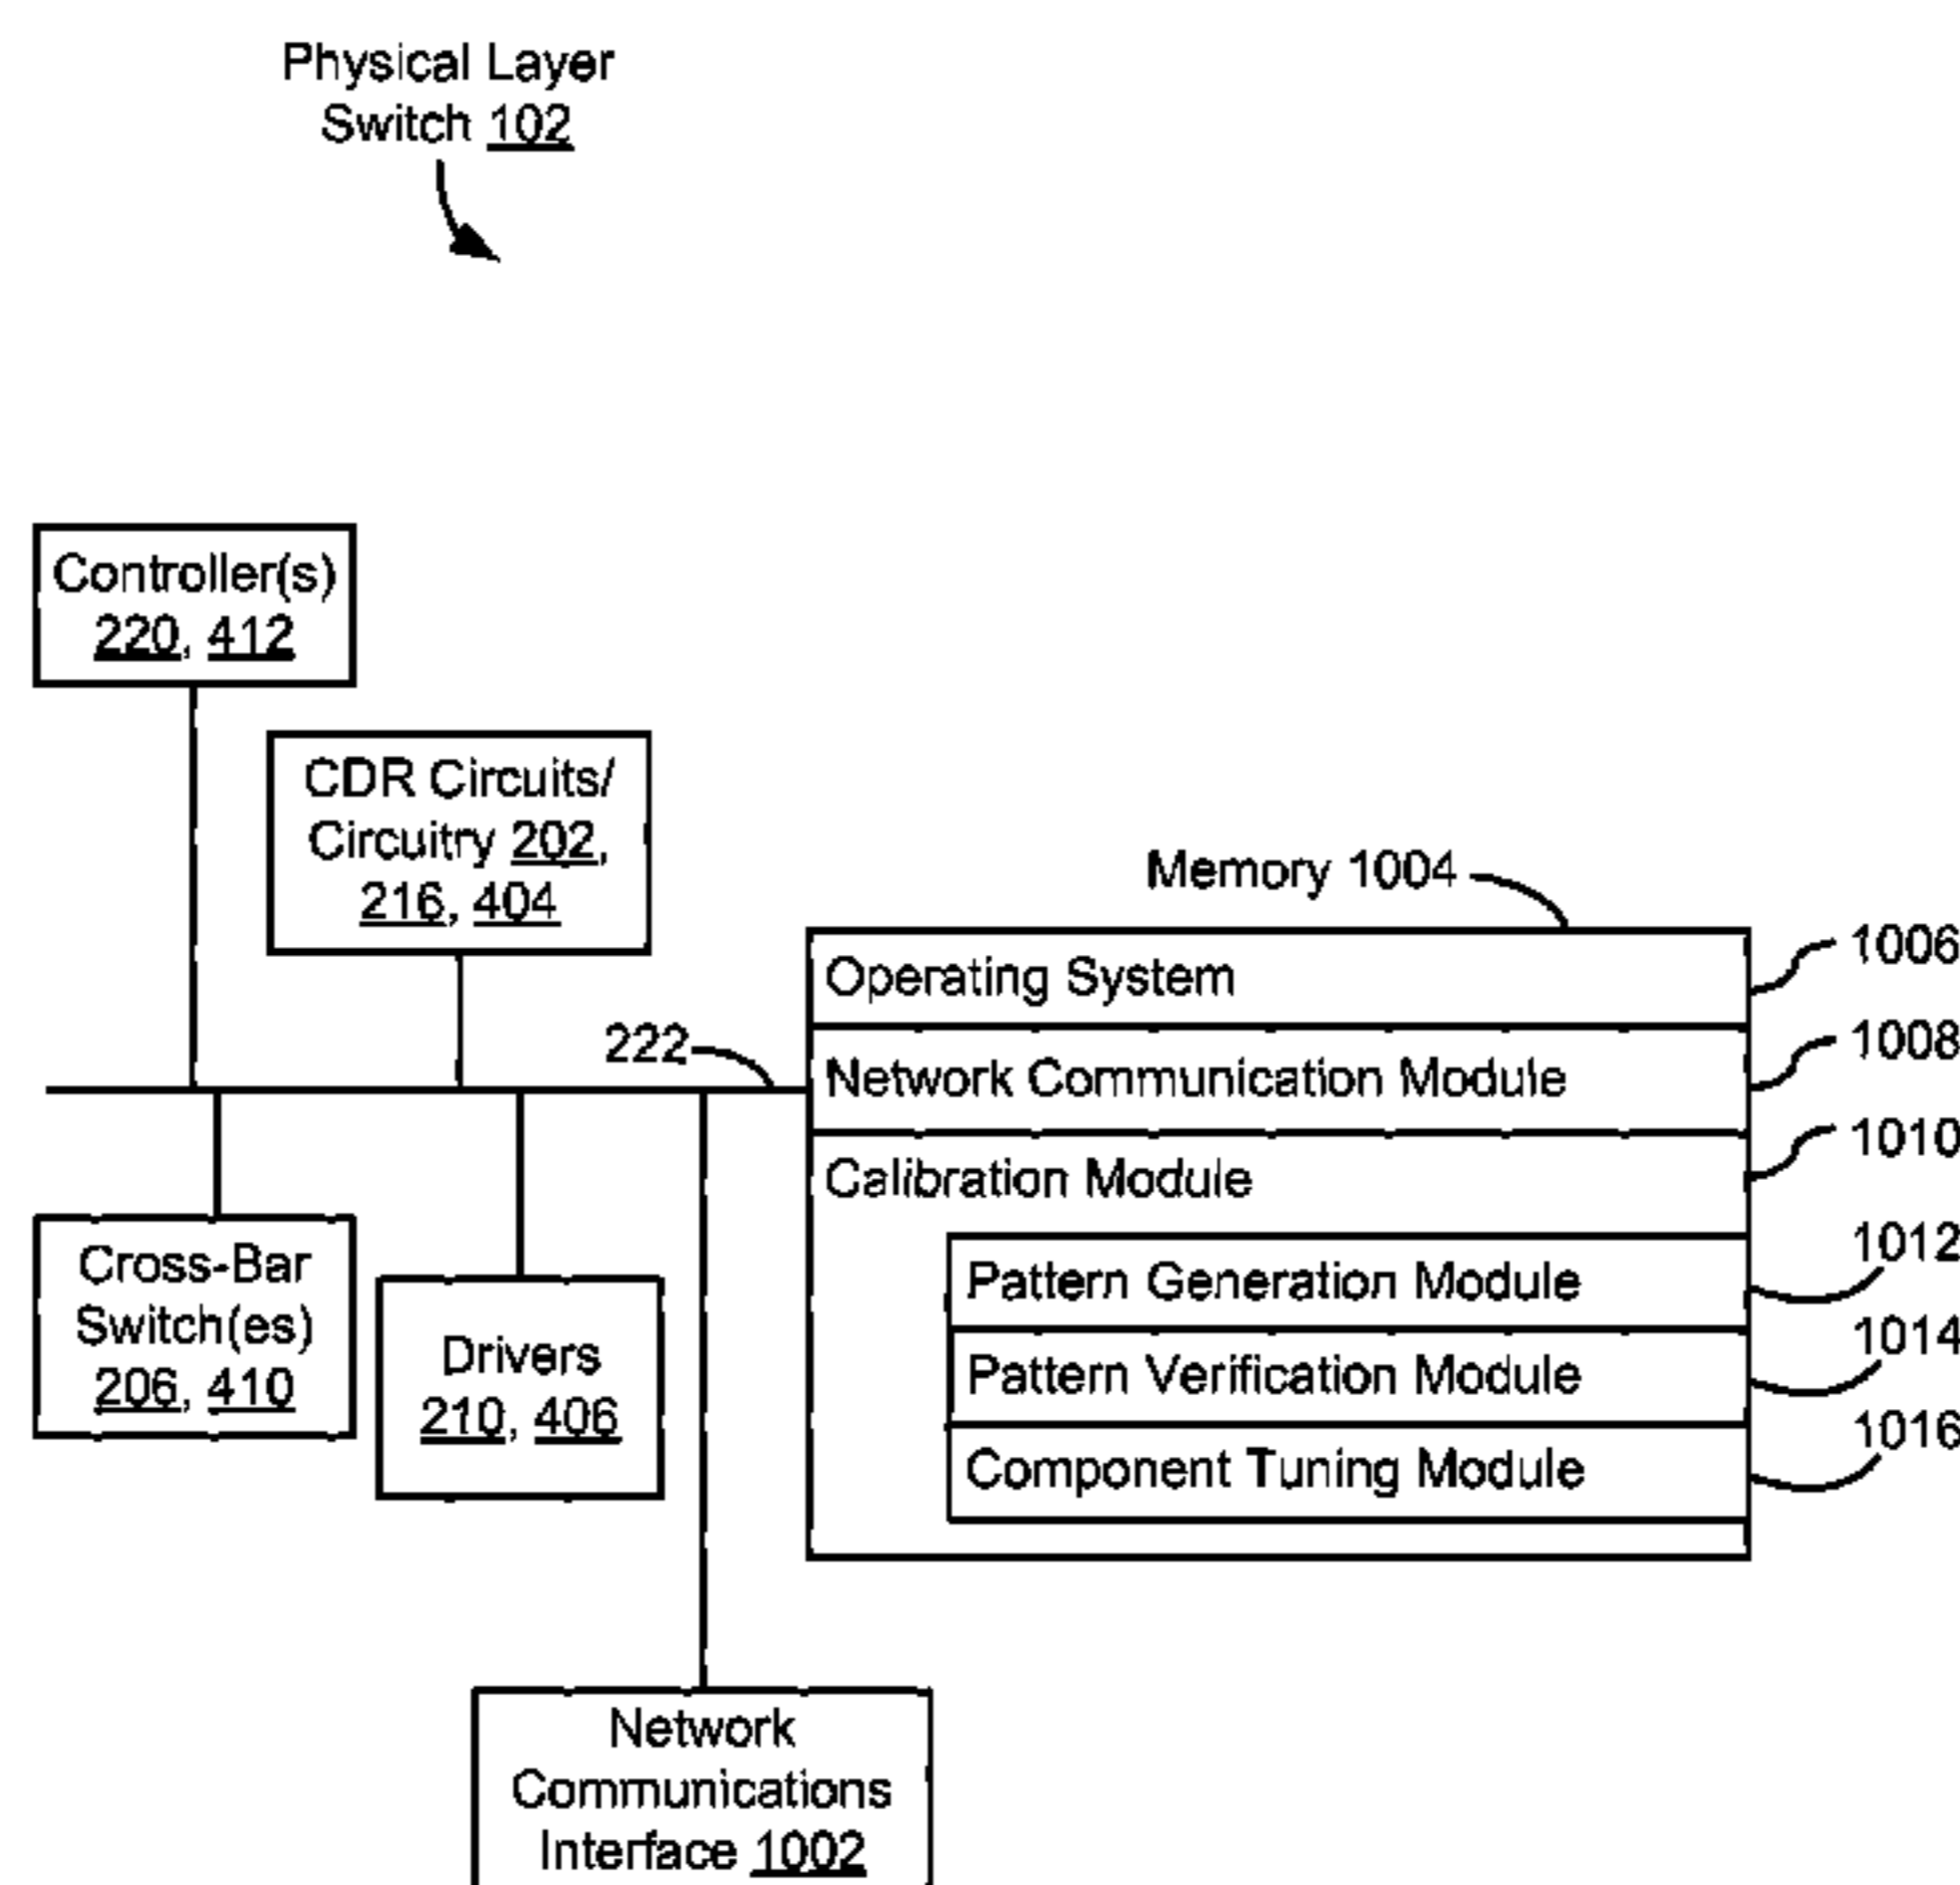 Physical Layer
Switch 102
Controller(s)
220, 412
CDR Circuits/
Circuitry 202,
216, 404
Memory 1004
1006
Operating System
222
1008
Network Communication Module
1010
Calibration Module
1012
Pattern Generation Module
1014
Pattern Verification Module
1016
Component Tuning Module
Cross-Bar
Switch(es)
206, 410
Drivers
210, 406
Network
Communications
Interface 1002